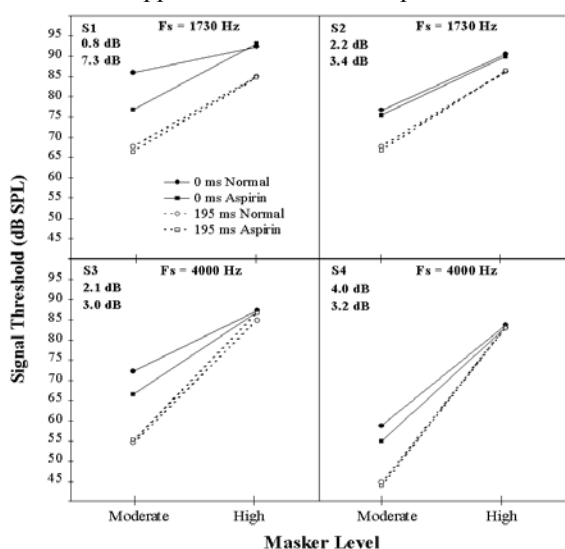 S1 Fs = 1730 Hz
0.8 dB
7.3 dB
S2 Fs = 1730 Hz
2.2 dB
3.4 dB
95
90
85
80
75
70
65
60
55
50
45
0 ms Normal
0 ms Aspirin
195 ms Normal
195 ms Aspirin
Signal Threshold (dB SPL)
S3 Fs = 4000 Hz
2.1 dB
3.0 dB
S4 Fs = 4000 Hz
4.0 dB
3.2 dB
95
90
85
80
75
70
65
60
55
50
45
Moderate High Moderate High
Masker Level